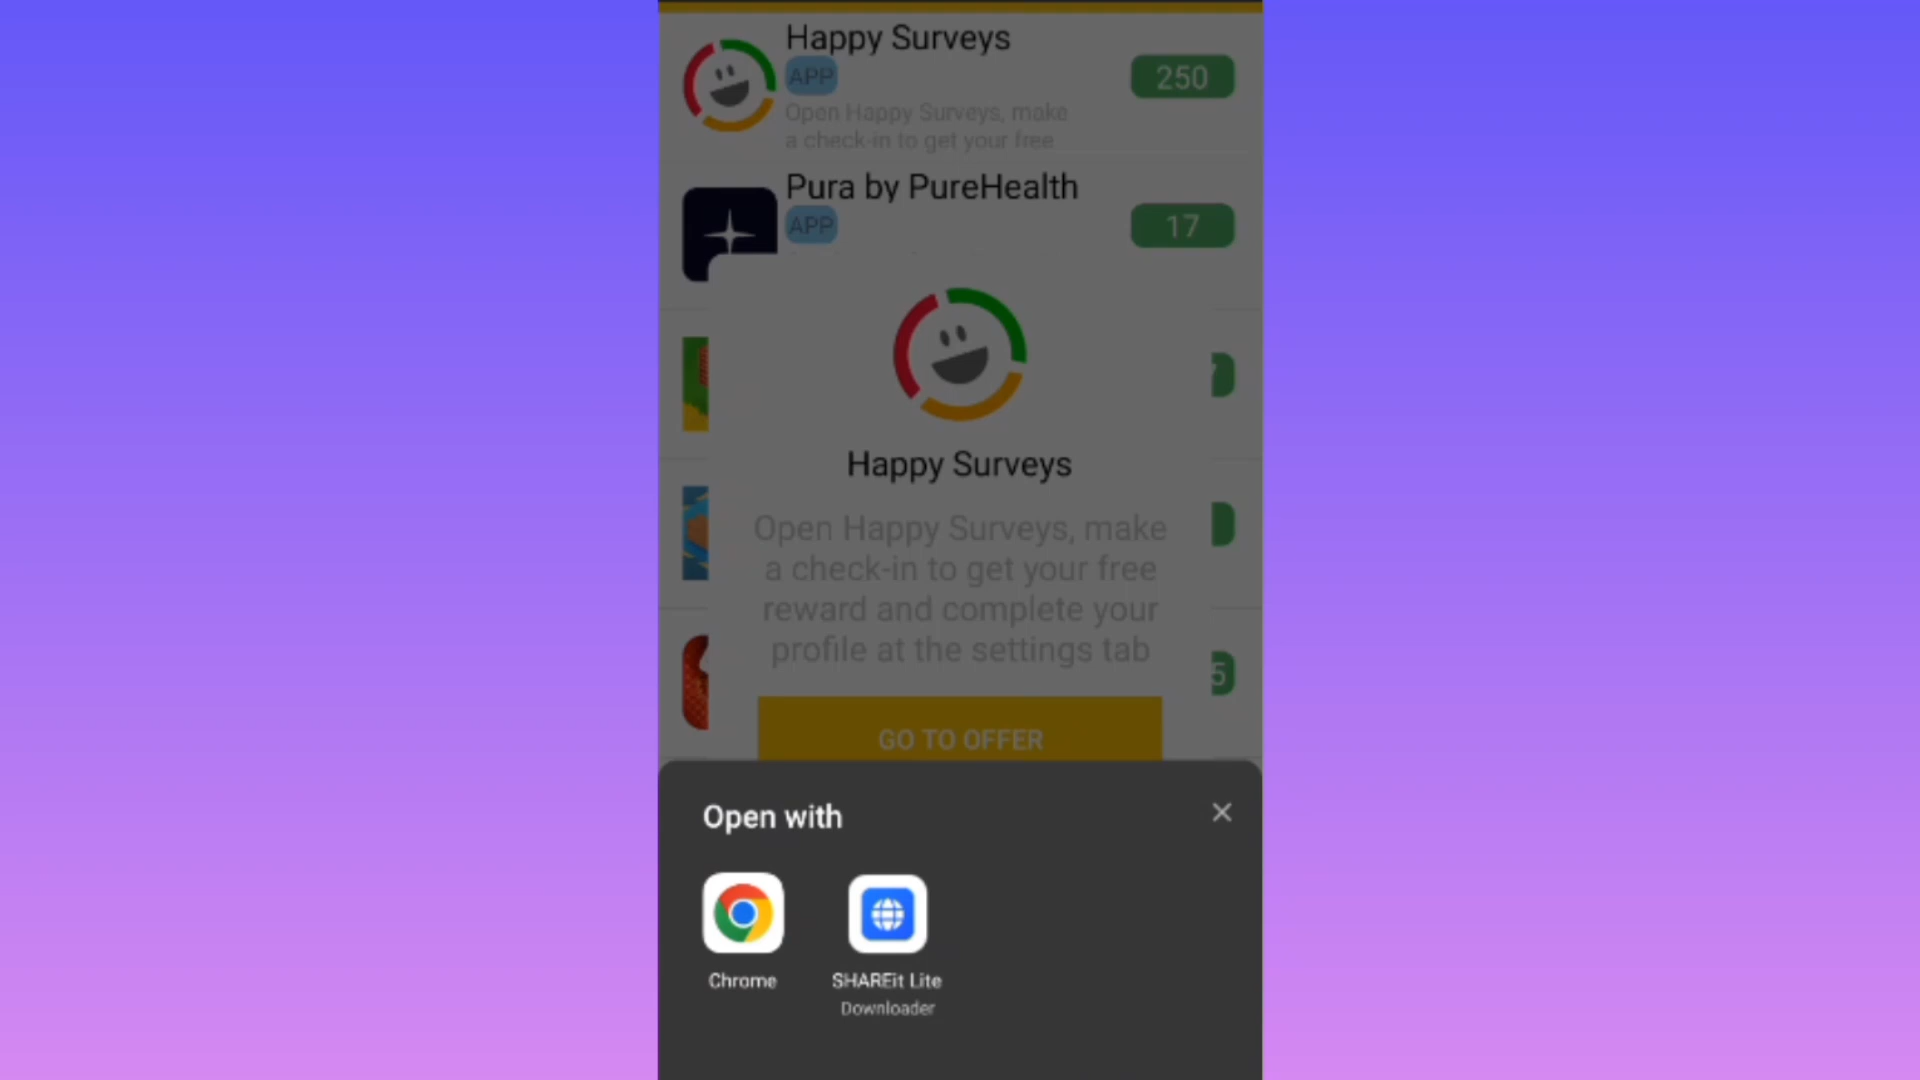 Happy Surveys
APP
250
Open Happy Surveys, make
a check-in to get your free
Pura by PureHealth
APP
17
Happy Surveys
Open Happy Surveys, make
a check-in to get your free
reward and complete your
profile at the settings tab
5
GO TO OFFER
Open with
Chrome
SHAREit Lite
Downloader